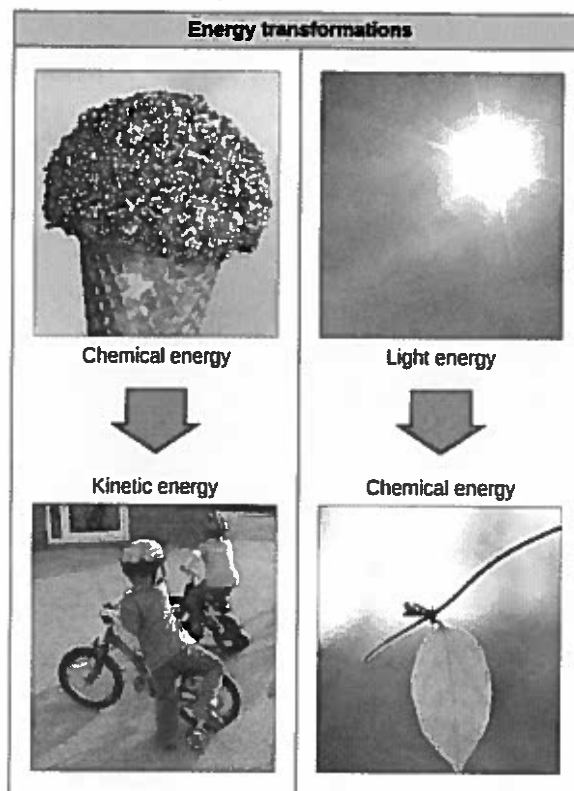 Energy transformations
Chemical energy
Kinetic energy
Light energy
Chemical energy